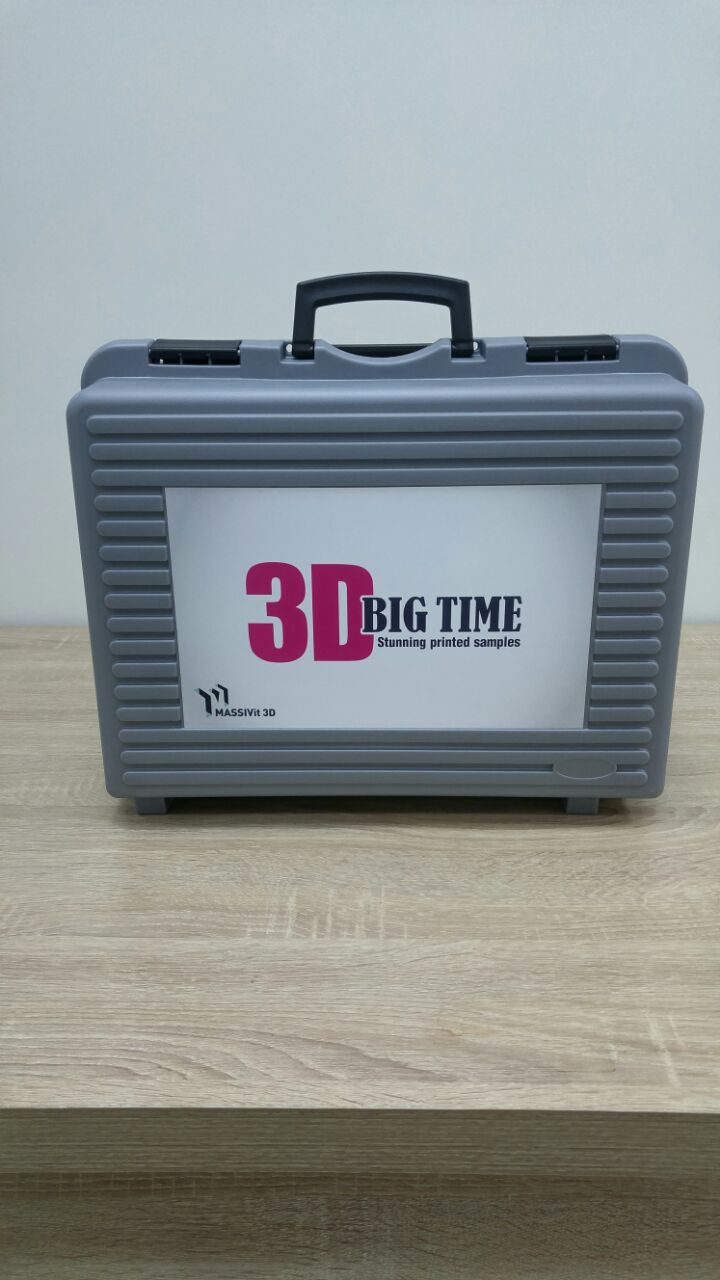 3D BIG TIME
Stunning printed samples
MASSIVit 3D